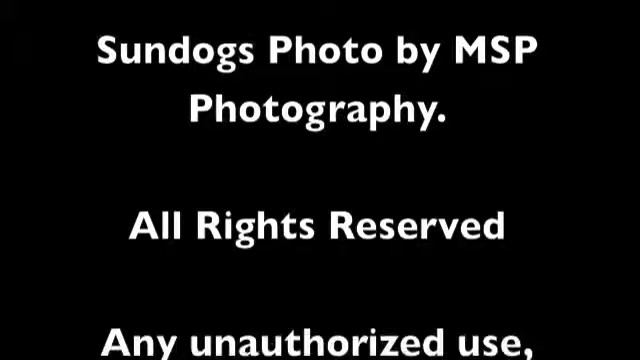 Sundogs Photo by MSP
Photography.
All Rights Reserved
Any unauthorized use,